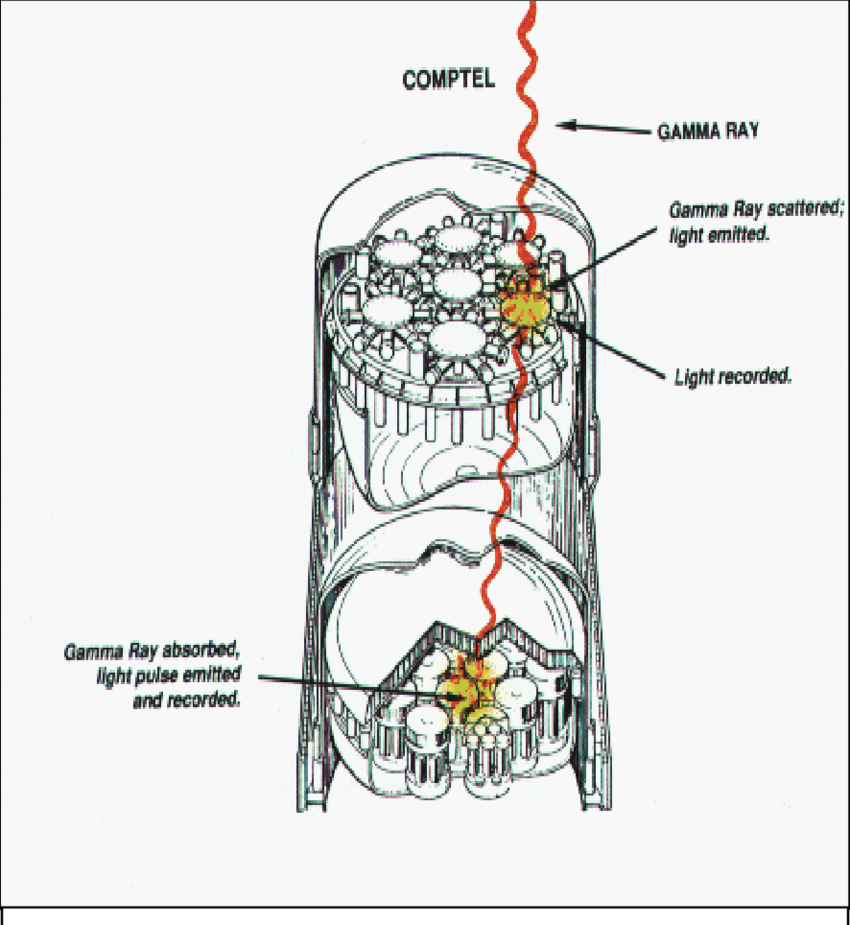 COMPTEL
GAMMA RAY
Gamma Ray scattered;
light emitted.
Light recorded.
Gamma Ray absorbed,
light pulse emitted
and recorded.